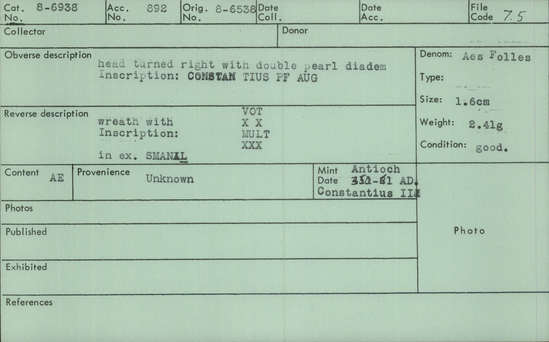 Cat. No. 8-6938 Acc. No. 892 Orig. No. 8-6538 Date Coll. Date Acc. File Code 7.5
Collector Donor
Obverse description
head turned right with double pearl diadem
Inscription: CONSTAN TIUS PF AUG
Denom: Aes Folles
Type:
Size: 1.6cm
Weight: 2.41g
Condition: good.
Reverse description
wreath with VOT
Inscription: X X
MULT
XXX
in ex.
Content AE Provenience Unknown Mint Antioch
Date AD.
Constantius II
Photos
Published
Exhibited
References
Photo